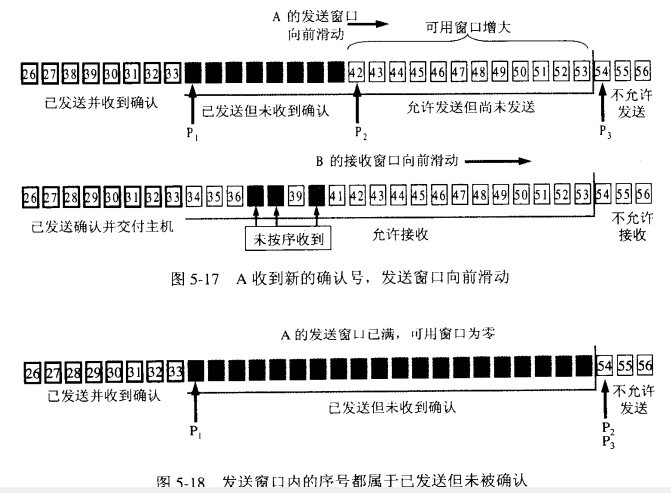 A 的发送窗口
向前滑动
可用窗口增大
26 27 38 39 30 31 32 33 42 43 44 45 46 47 48 49 50 51 52 53 54 55 56
已发送并收到确认
已发送但未收到确认
允许发送但尚未发送
不允许
发送
P1
P2
P3
B 的接收窗口向前滑动
26 27 28 29 30 31 32 33 34 35 36 39 41 42 43 44 45 46 47 48 49 50 51 52 53 54 55 56
已发送确认并交付主机
未按序收到
允许接收
不允许
接收
图 5-17 A 收到新的确认号，发送窗口向前滑动
A 的发送窗口已满，可用窗口为零
26 27 28 29 30 31 32 33 54 55 56
已发送并收到确认
已发送但未收到确认
不允许
发送
P1
P2
P3
图 5-18 发送窗口内的序号都属于已发送但未被确认